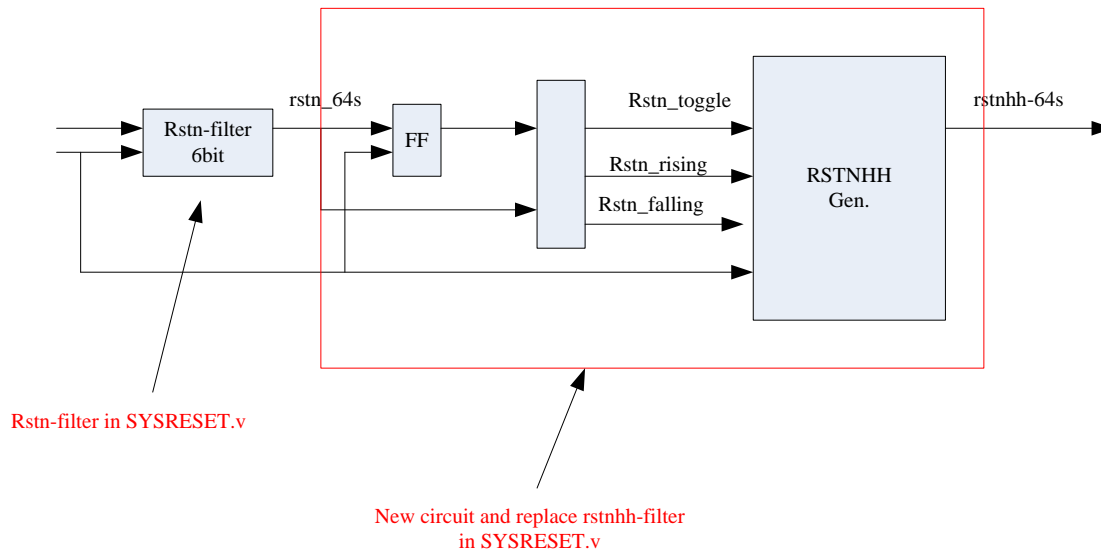 rstn_64s
Rstn-filter
6bit
FF
Rstn_toggle
Rstn_rising
Rstn_falling
RSTNHH
Gen.
rstnhh-64s
Rstn-filter in SYSRESET.v
New circuit and replace rstnhh-filter
in SYSRESET.v